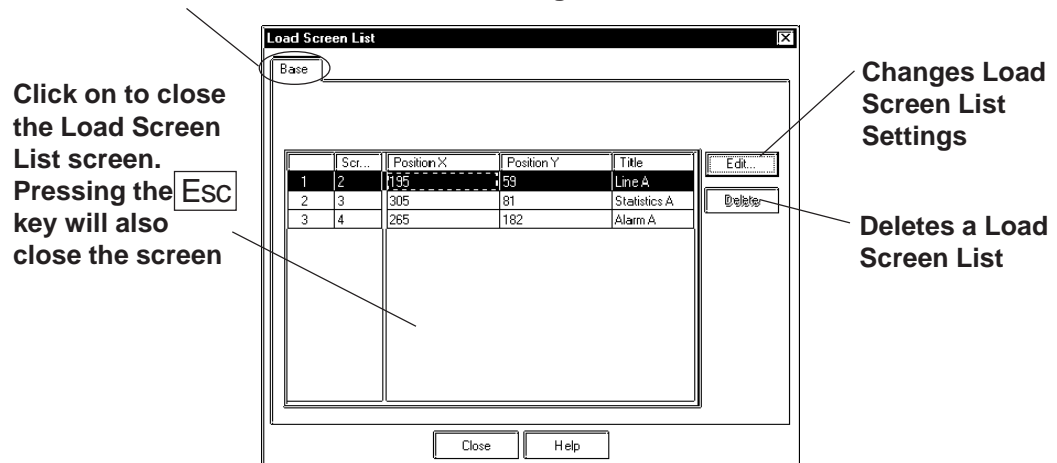 Load Screen List
Base
Click on to close
the Load Screen
List screen.
Pressing the Esc
key will also
close the screen
Changes Load
Screen List
Settings
Scr... Position X Position Y Title
1 2 195 59 Line A
2 3 305 81 Statistics A
3 4 265 182 Alarm A
Edit...
Delete
Deletes a Load
Screen List
Close Help